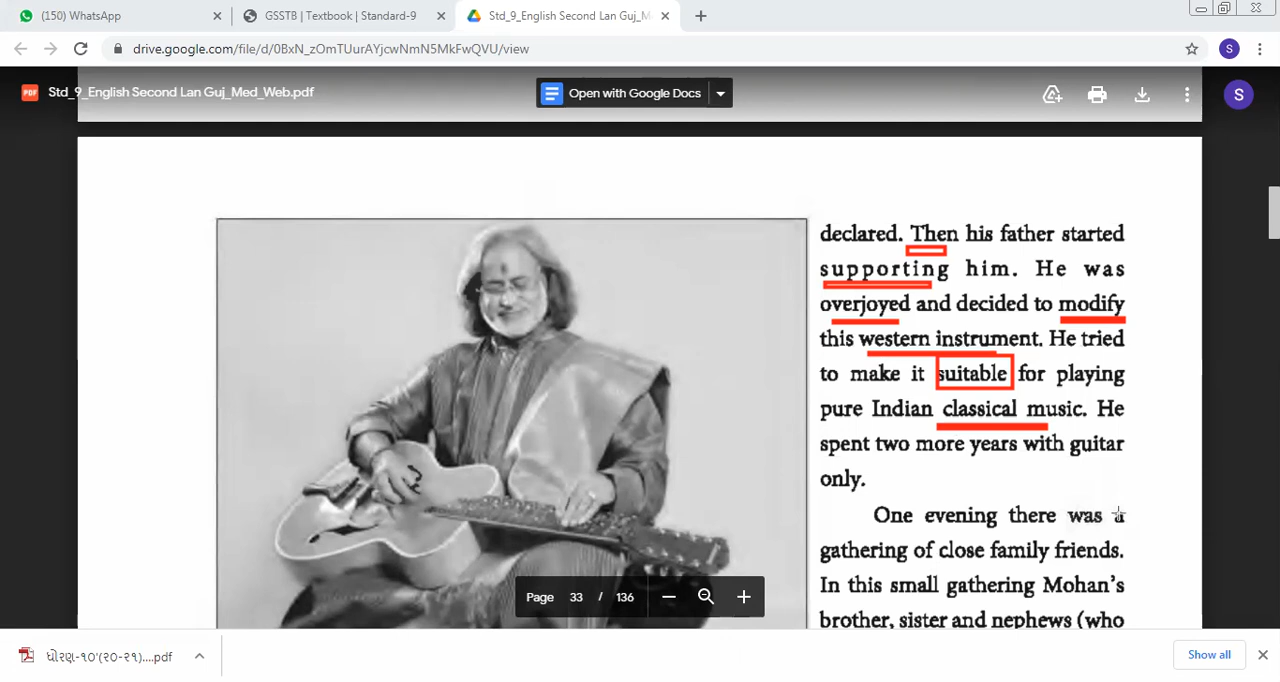 (150) WhatsApp
GSSTB | Textbook | Standard-9
Std_9_English Second Lan Guj_M
drive.google.com/file/d/0BxN_zOmTUurAYjcwNmN5MkFwQVU/view
S
PDF
Std_9_English Second Lan Guj_Med_Web.pdf
Open with Google Docs
S
declared. Then his father started
supporting him. He was
overjoyed and decided to modify
this western instrument. He tried
to make it suitable for playing
pure Indian classical music. He
spent two more years with guitar
only.
One evening there was a
gathering of close family friends.
In this small gathering Mohan's
brother, sister and nephews (who
Page 33 / 136
ધોરણ-૧૦'(૨૦-૨૧)....pdf
Show all